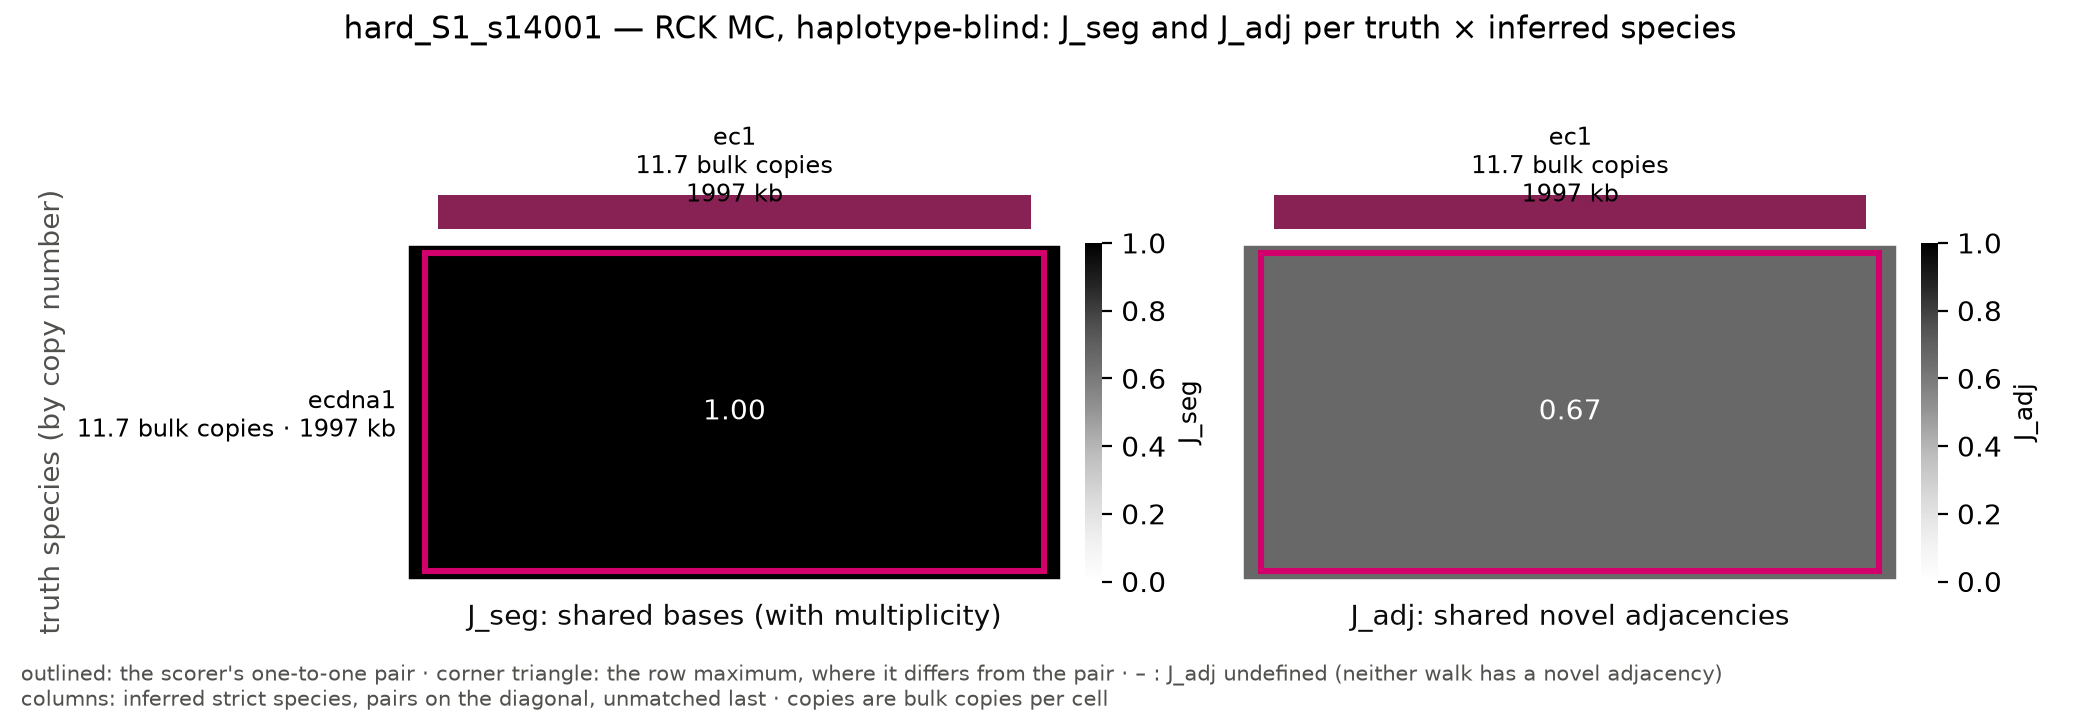 hard_S1_s14001 — RCK MC, haplotype-blind: J_seg and J_adj per truth × inferred species
ec1
11.7 bulk copies
1997 kb
ec1
11.7 bulk copies
1997 kb
truth species (by copy number)
ecdna1
11.7 bulk copies · 1997 kb
1.00
1.0
0.8
0.6
0.4
0.2
0.0
J_seg
0.67
1.0
0.8
0.6
0.4
0.2
0.0
J_adj
J_seg: shared bases (with multiplicity)
J_adj: shared novel adjacencies
outlined: the scorer's one-to-one pair · corner triangle: the row maximum, where it differs from the pair · – : J_adj undefined (neither walk has a novel adjacency)
columns: inferred strict species, pairs on the diagonal, unmatched last · copies are bulk copies per cell